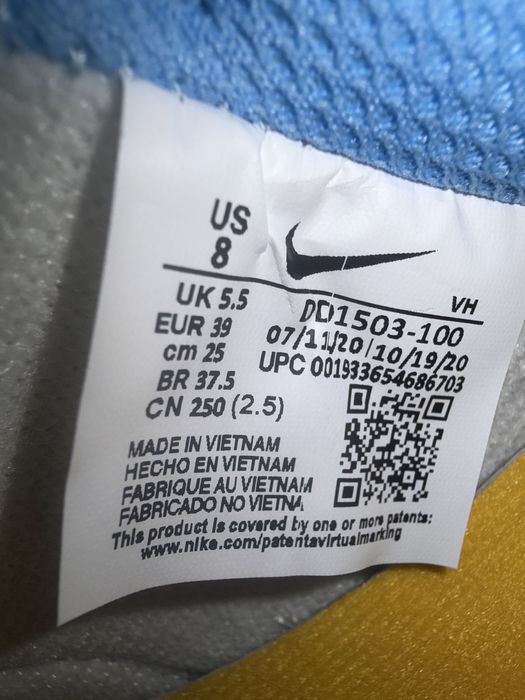 US
8
VH
UK 5.5
EUR 39
cm 25
BR 37.5
CN 250 (2.5)
DD1503-100
07/11/20 | 10/19/20
UPC 001933654686703
MADE IN VIETNAM
HECHO EN VIETNAM
FABRIQUE AU VIETNAM
FABRICADO NO VIETNA
This product is covered by one or more patents:
www.nike.com/patentavirtualmarking